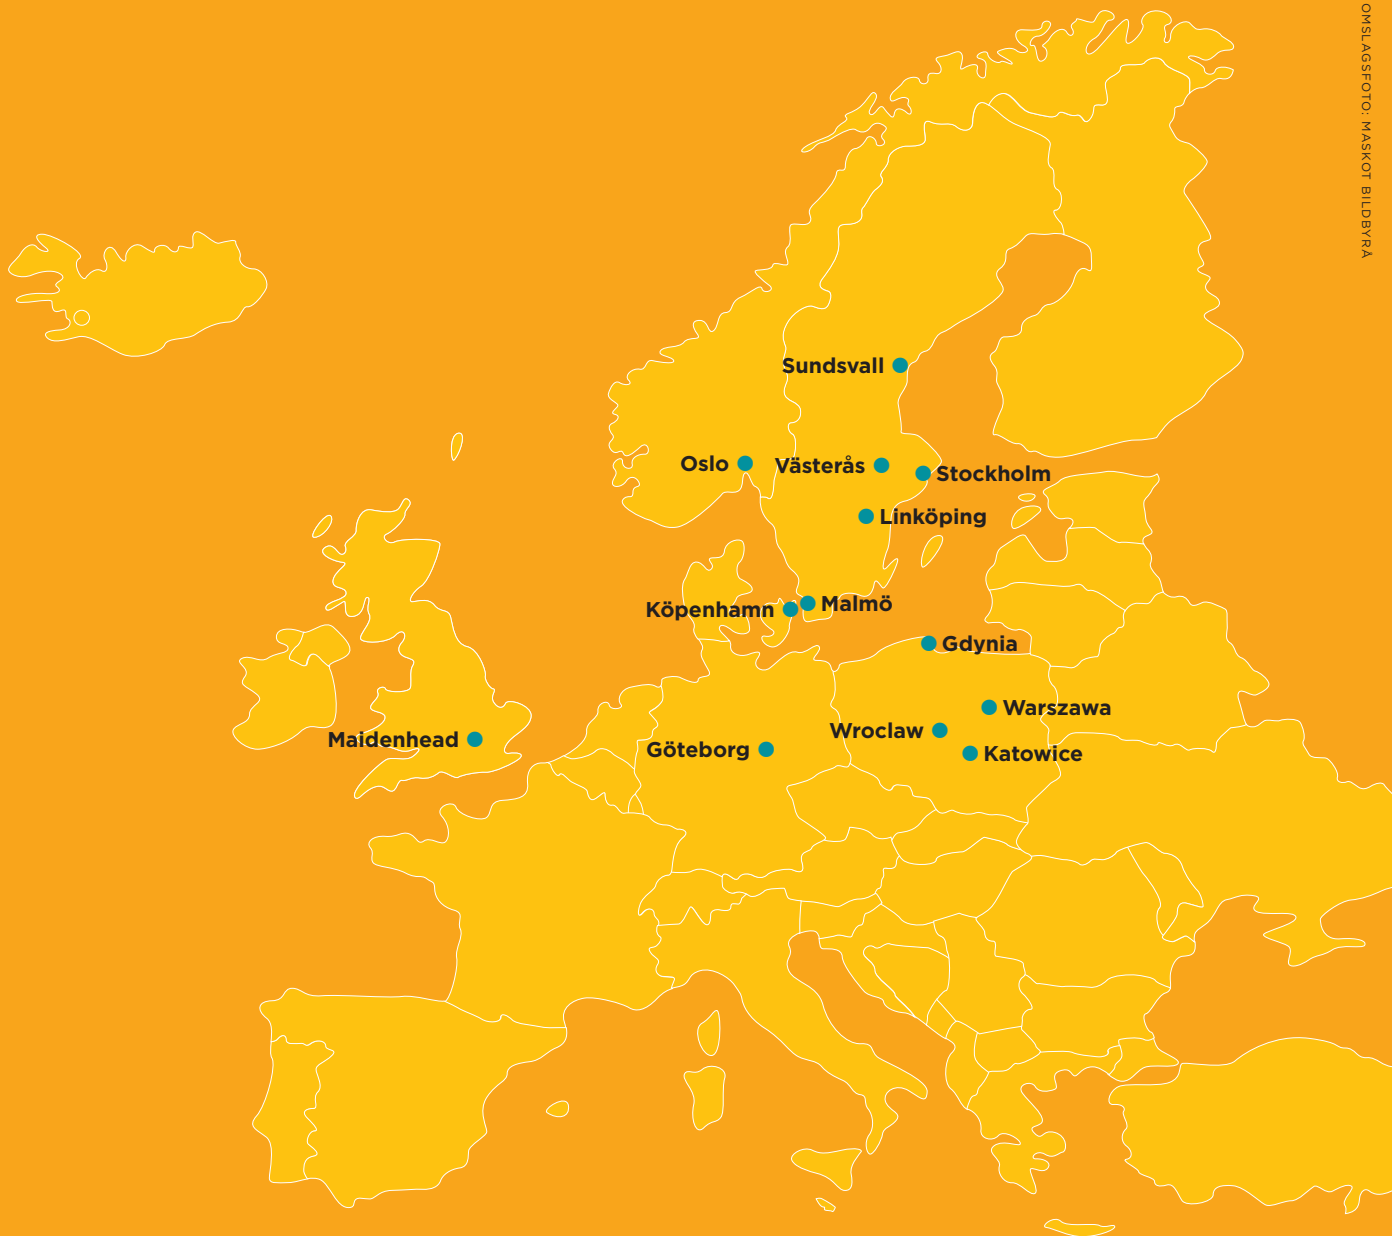 OMSLAGSFOTO: MASKOT BILDBYRÅ
Sundsvall
Oslo
Västerås
Stockholm
Linköping
Köpenhamn
Malmö
Gdynia
Warszawa
Wroclaw
Maidenhead
Göteborg
Katowice